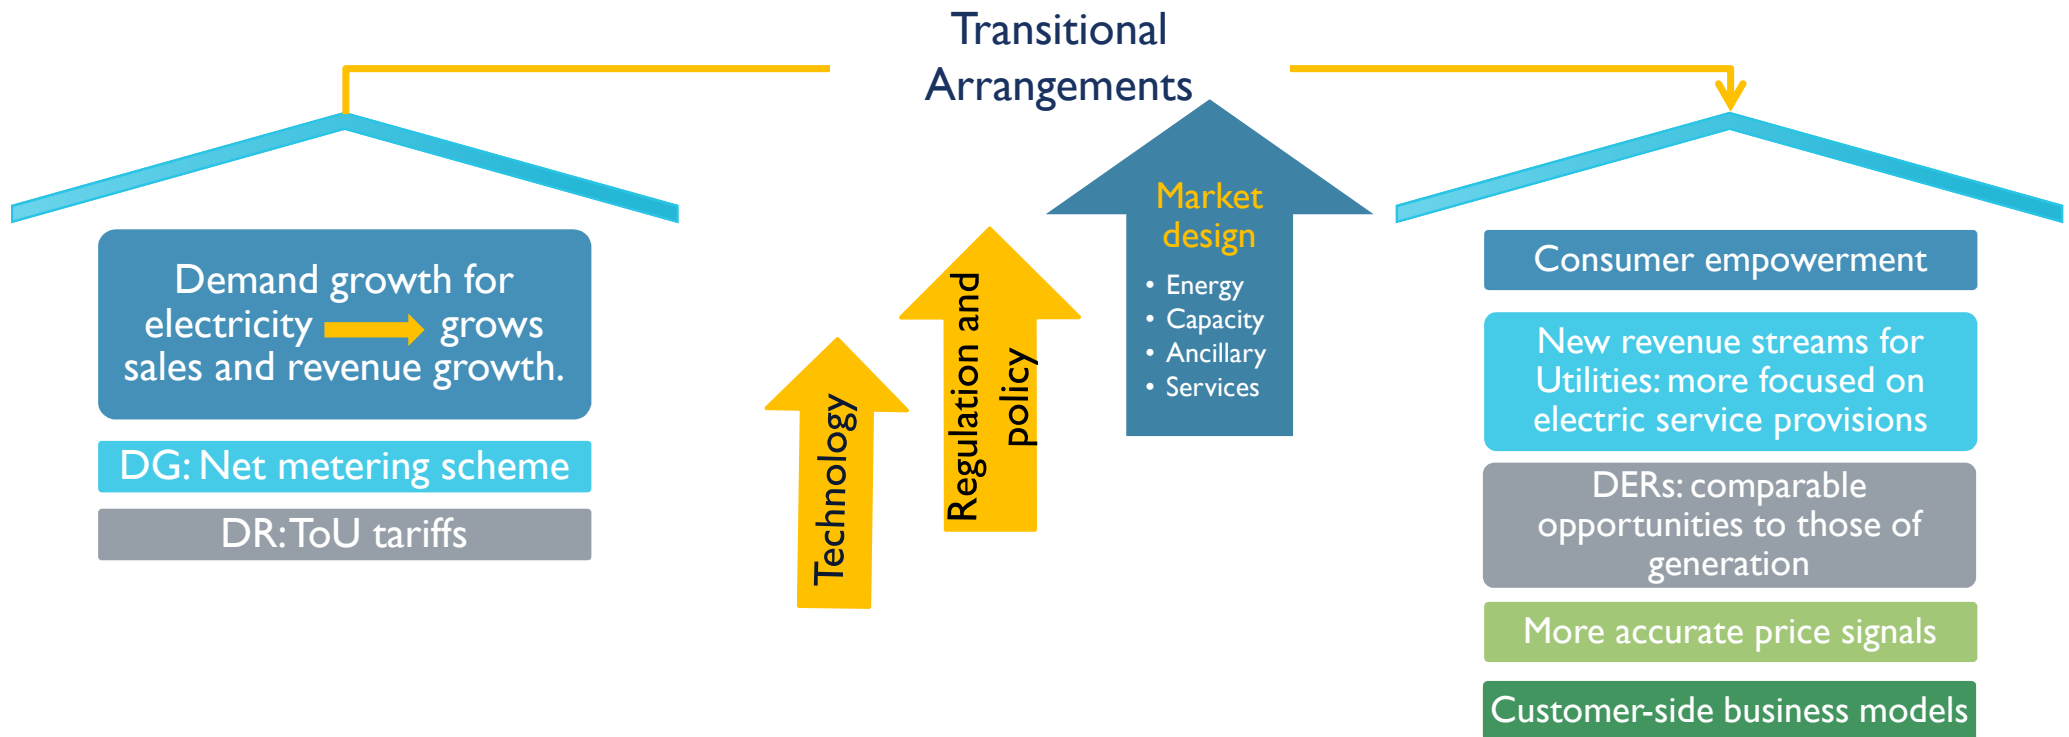 Transitional
Arrangements
Demand growth for
electricity grows
sales and revenue growth.
DG: Net metering scheme
DR: ToU tariffs
Technology
Regulation and
policy
Market
design
• Energy
• Capacity
• Ancillary
• Services
Consumer empowerment
New revenue streams for
Utilities: more focused on
electric service provisions
DERs: comparable
opportunities to those of
generation
More accurate price signals
Customer-side business models